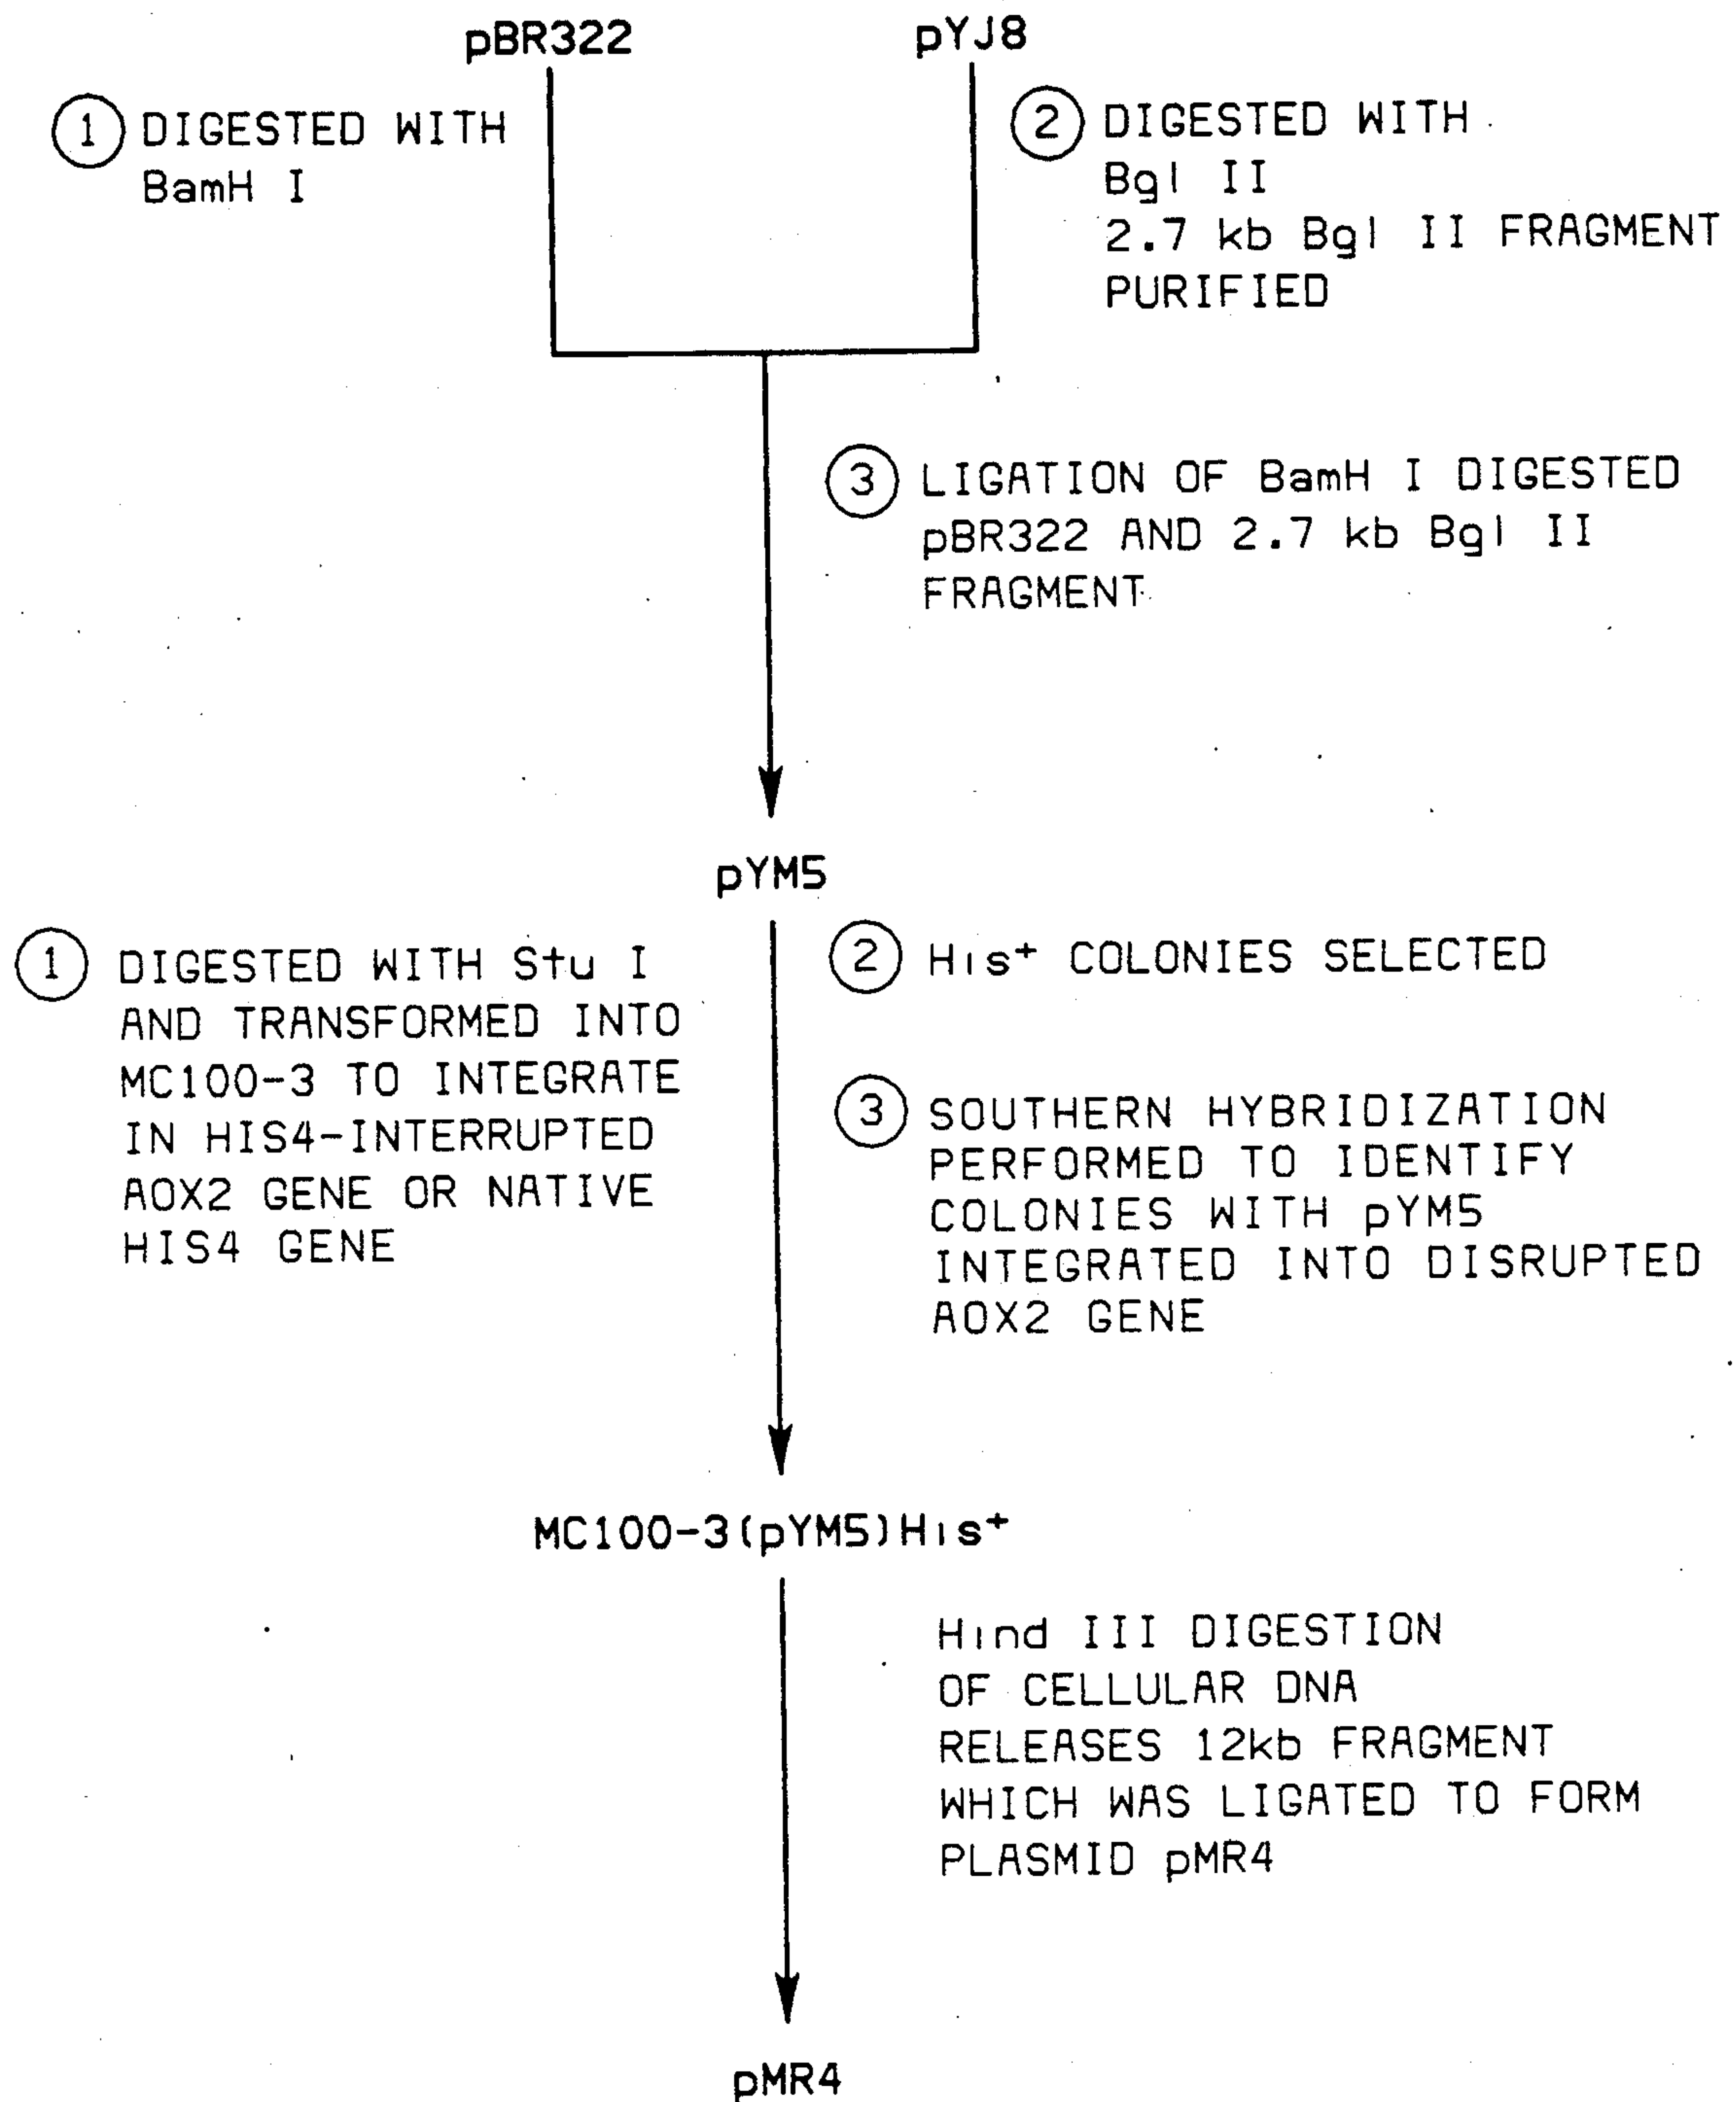 pBR322
pYJ8
1 DIGESTED WITH
BamH I
2 DIGESTED WITH
Bgl II
2.7 kb Bgl II FRAGMENT
PURIFIED
3 LIGATION OF BamH I DIGESTED
pBR322 AND 2.7 kb Bgl II
FRAGMENT
pYM5
1 DIGESTED WITH Stu I
AND TRANSFORMED INTO
MC100-3 TO INTEGRATE
IN HIS4-INTERRUPTED
AOX2 GENE OR NATIVE
HIS4 GENE
2 His⁺ COLONIES SELECTED
3 SOUTHERN HYBRIDIZATION
PERFORMED TO IDENTIFY
COLONIES WITH pYM5
INTEGRATED INTO DISRUPTED
AOX2 GENE
MC100-3(pYM5)His⁺
Hind III DIGESTION
OF CELLULAR DNA
RELEASES 12kb FRAGMENT
WHICH WAS LIGATED TO FORM
PLASMID pMR4
pMR4